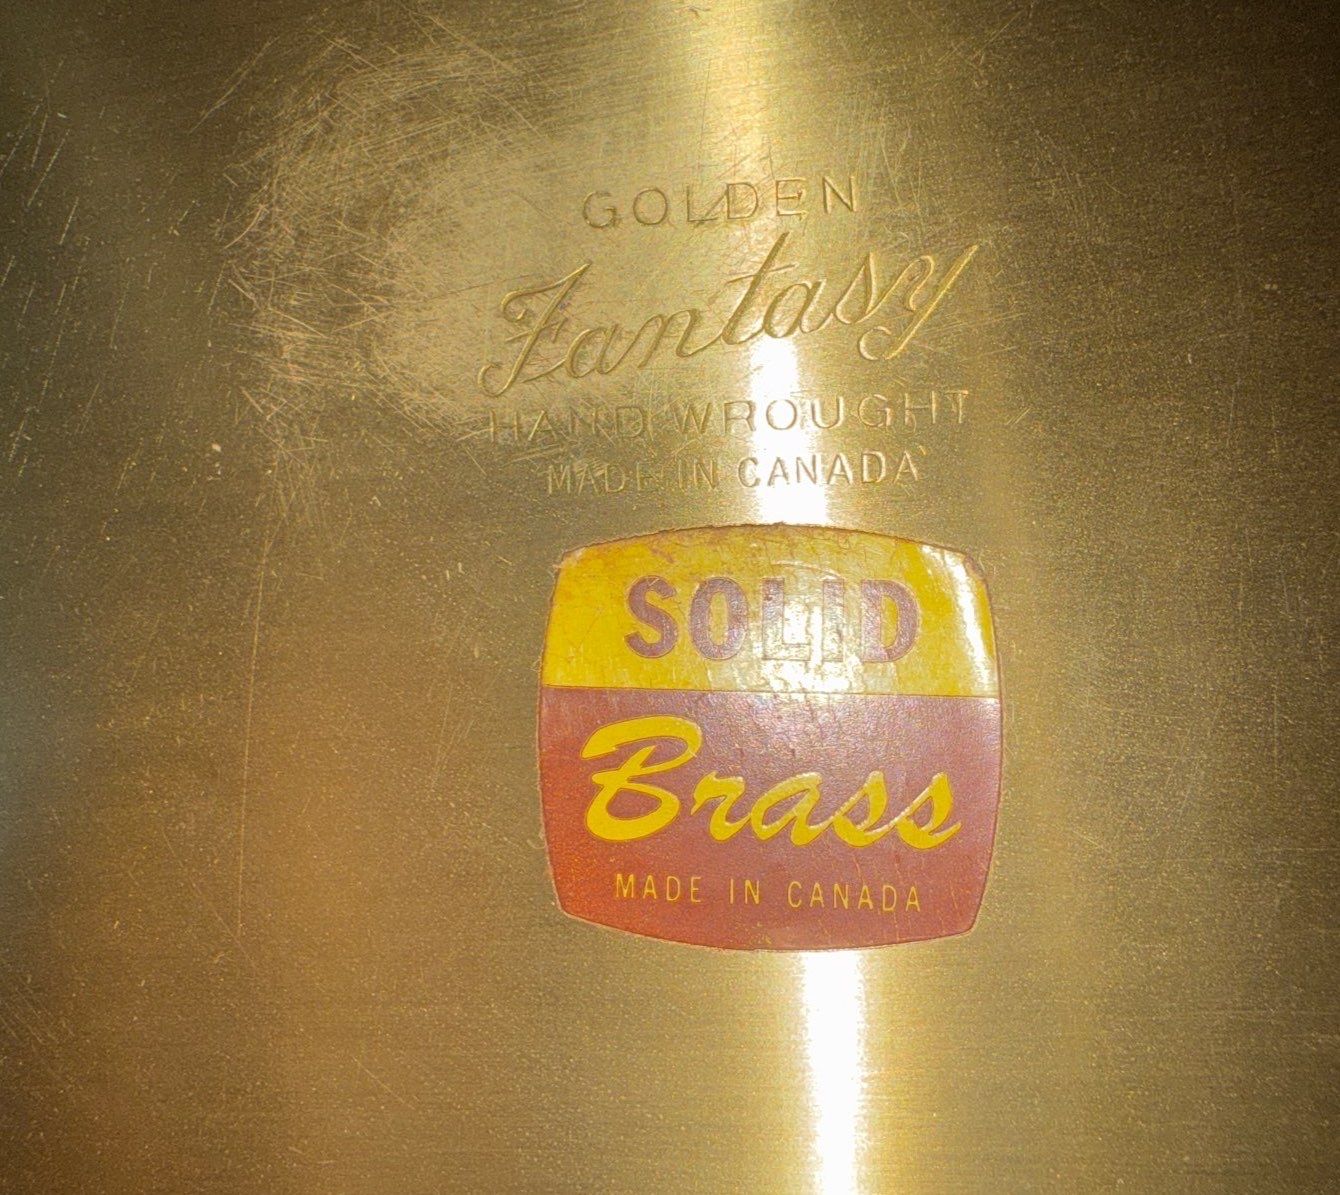 GOLDEN
Fantasy
HAND WROUGHT
MADE IN CANADA
SOLID
Brass
MADE IN CANADA